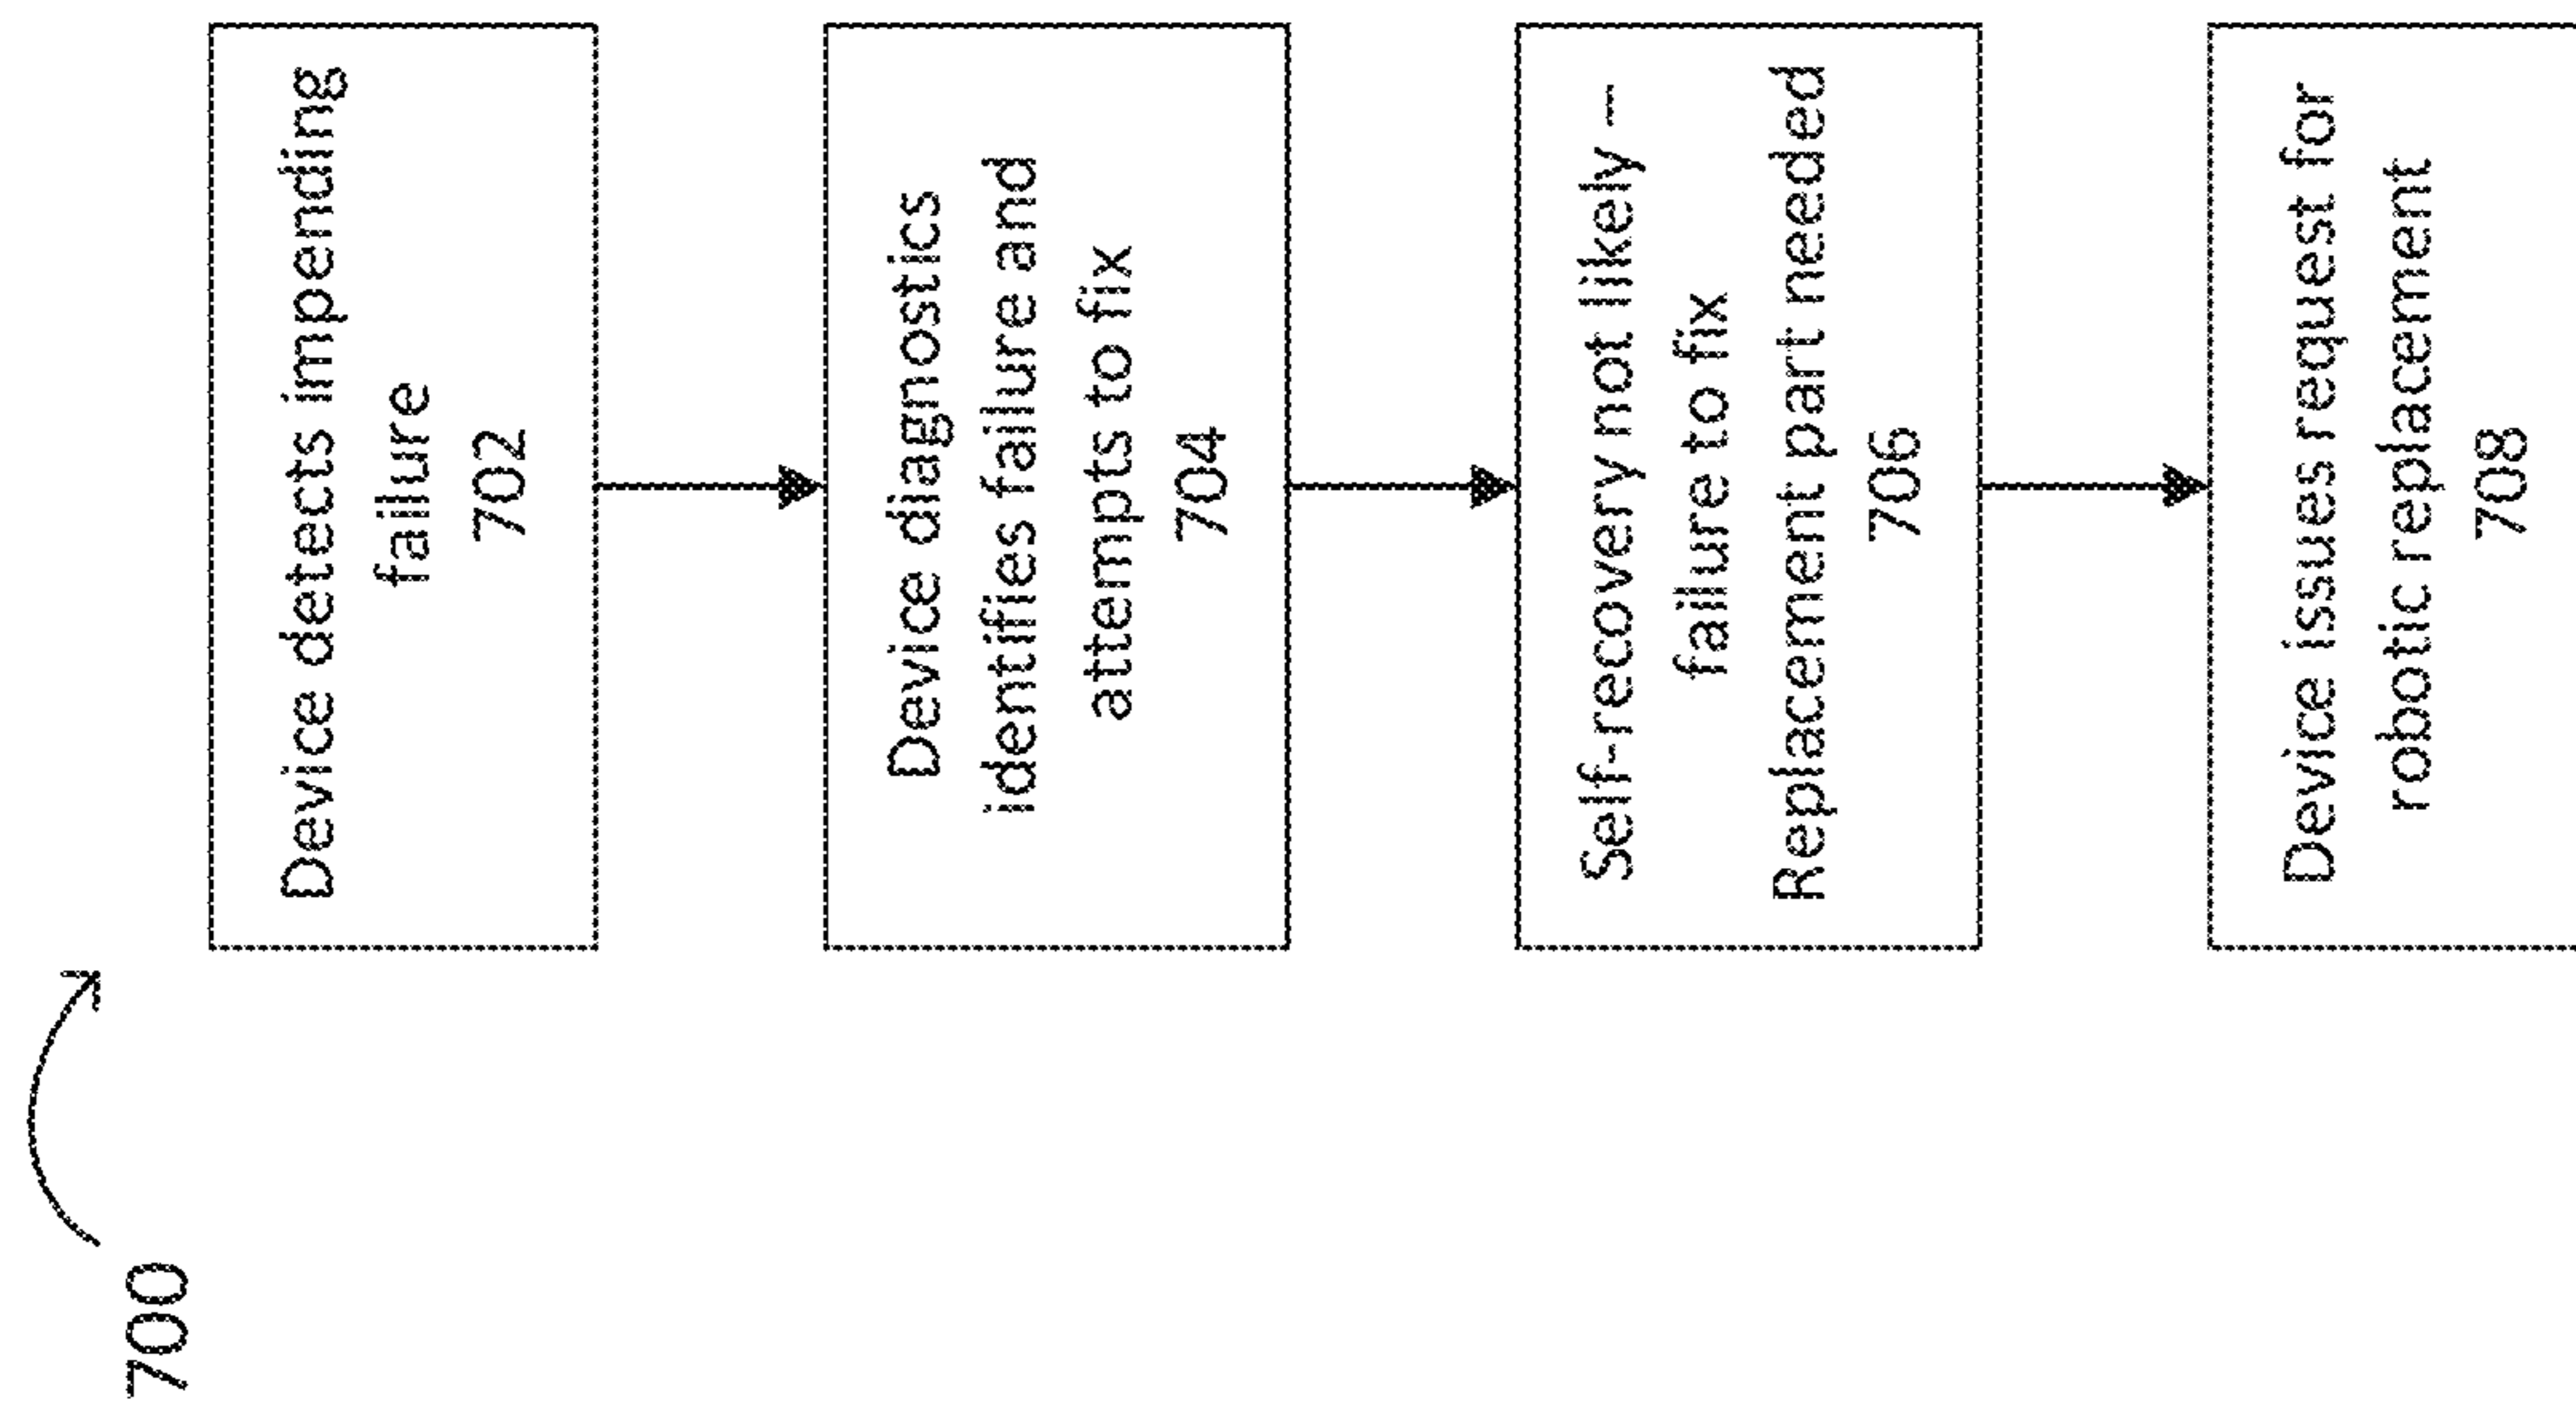 700
Device detects impending
failure
702
Device diagnostics
identifies failure and
attempts to fix
704
Self-recovery not likely –
failure to fix
Replacement part needed
706
Device issues request for
robotic replacement
708